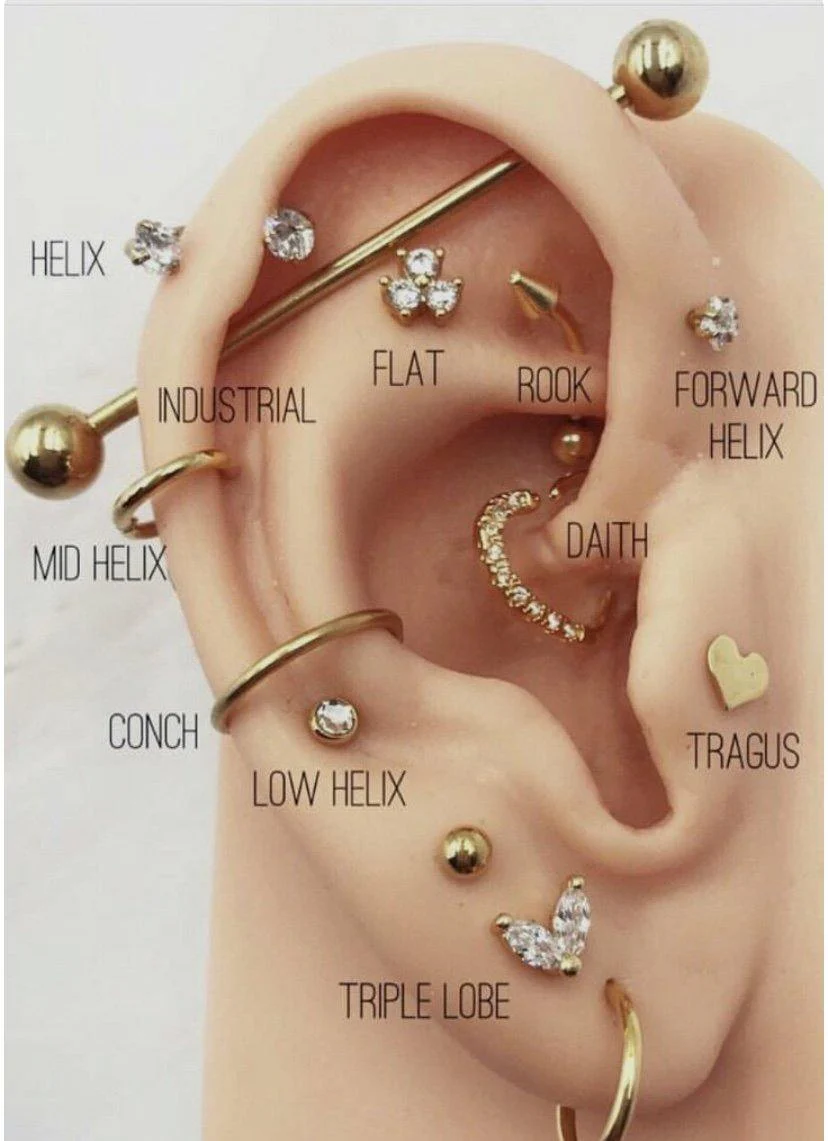 HELIX
FLAT
ROOK
FORWARD
HELIX
INDUSTRIAL
DAITH
MID HELIX
CONCH
TRAGUS
LOW HELIX
TRIPLE LOBE